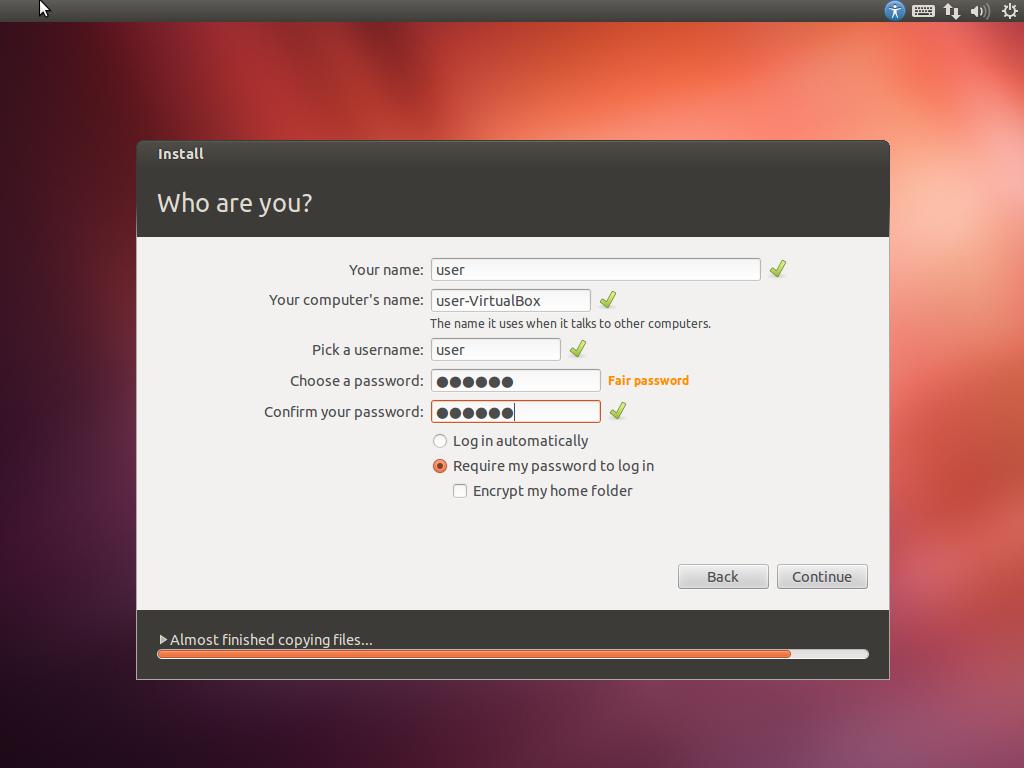 Install
Who are you?
Your name: user
Your computer's name: user-VirtualBox
The name it uses when it talks to other computers.
Pick a username: user
Choose a password: ●●●●●● Fair password
Confirm your password: ●●●●●●
Log in automatically
Require my password to log in
Encrypt my home folder
Back Continue
Almost finished copying files...